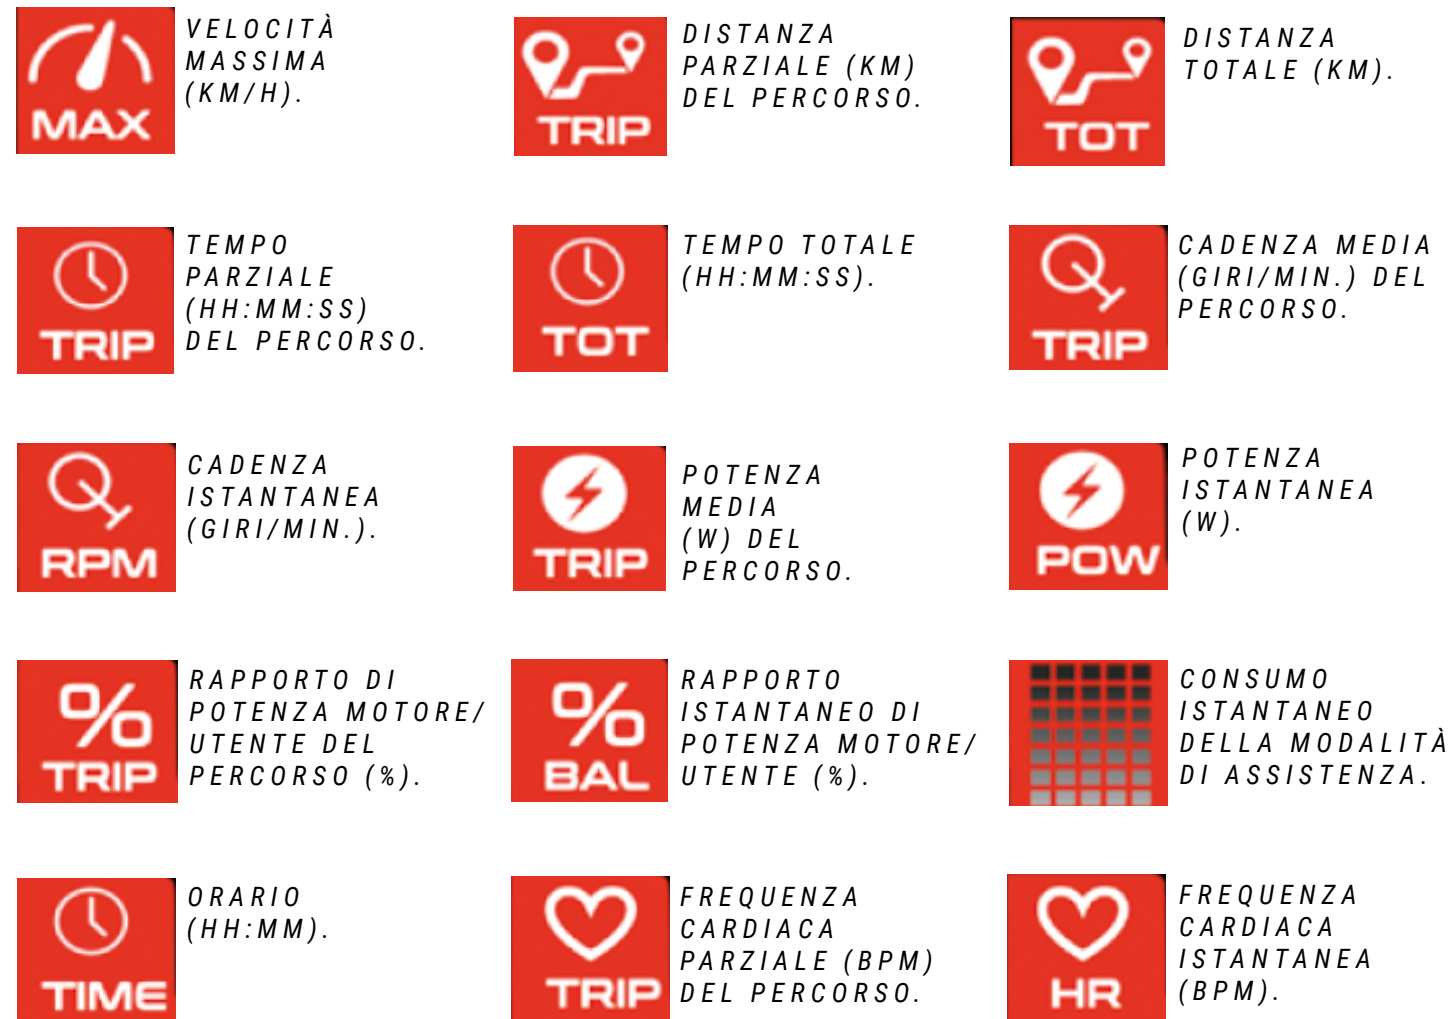 MAX
VELOCITÀ
MASSIMA
(KM/H).
TRIP
DISTANZA
PARZIALE (KM)
DEL PERCORSO.
TOT
DISTANZA
TOTALE (KM).
TRIP
TEMPO
PARZIALE
(HH:MM:SS)
DEL PERCORSO.
TOT
TEMPO TOTALE
(HH:MM:SS).
TRIP
CADENZA MEDIA
(GIRI/MIN.) DEL
PERCORSO.
RPM
CADENZA
ISTANTANEA
(GIRI/MIN.).
TRIP
POTENZA
MEDIA
(W) DEL
PERCORSO.
POW
POTENZA
ISTANTANEA
(W).
%
TRIP
RAPPORTO DI
POTENZA MOTORE/
UTENTE DEL
PERCORSO (%).
%
BAL
RAPPORTO
ISTANTANEO DI
POTENZA MOTORE/
UTENTE (%).
CONSUMO
ISTANTANEO
DELLA MODALITÀ
DI ASSISTENZA.
TIME
ORARIO
(HH:MM).
TRIP
FREQUENZA
CARDIACA
PARZIALE (BPM)
DEL PERCORSO.
HR
FREQUENZA
CARDIACA
ISTANTANEA
(BPM).